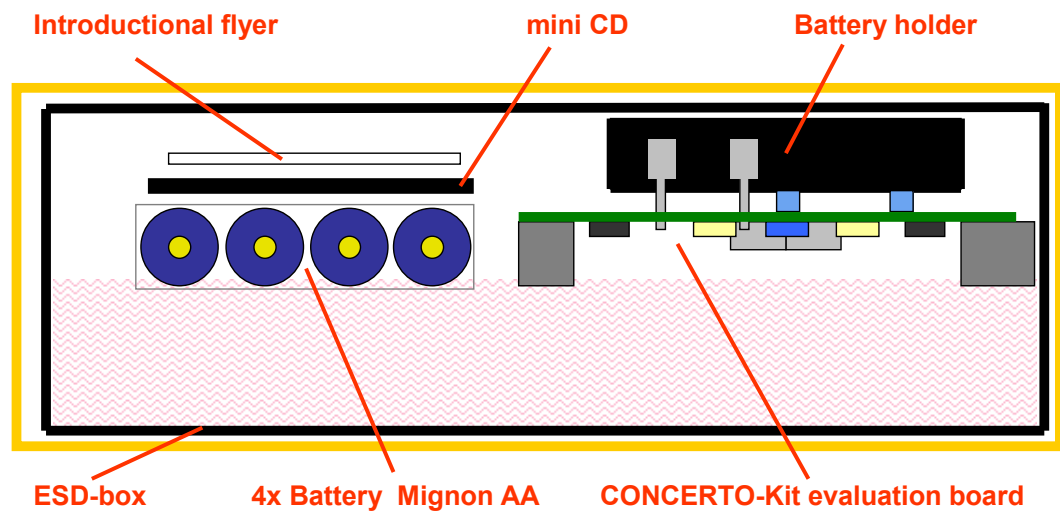 Introductional flyer
mini CD
Battery holder
ESD-box
4x Battery Mignon AA
CONCERTO-Kit evaluation board